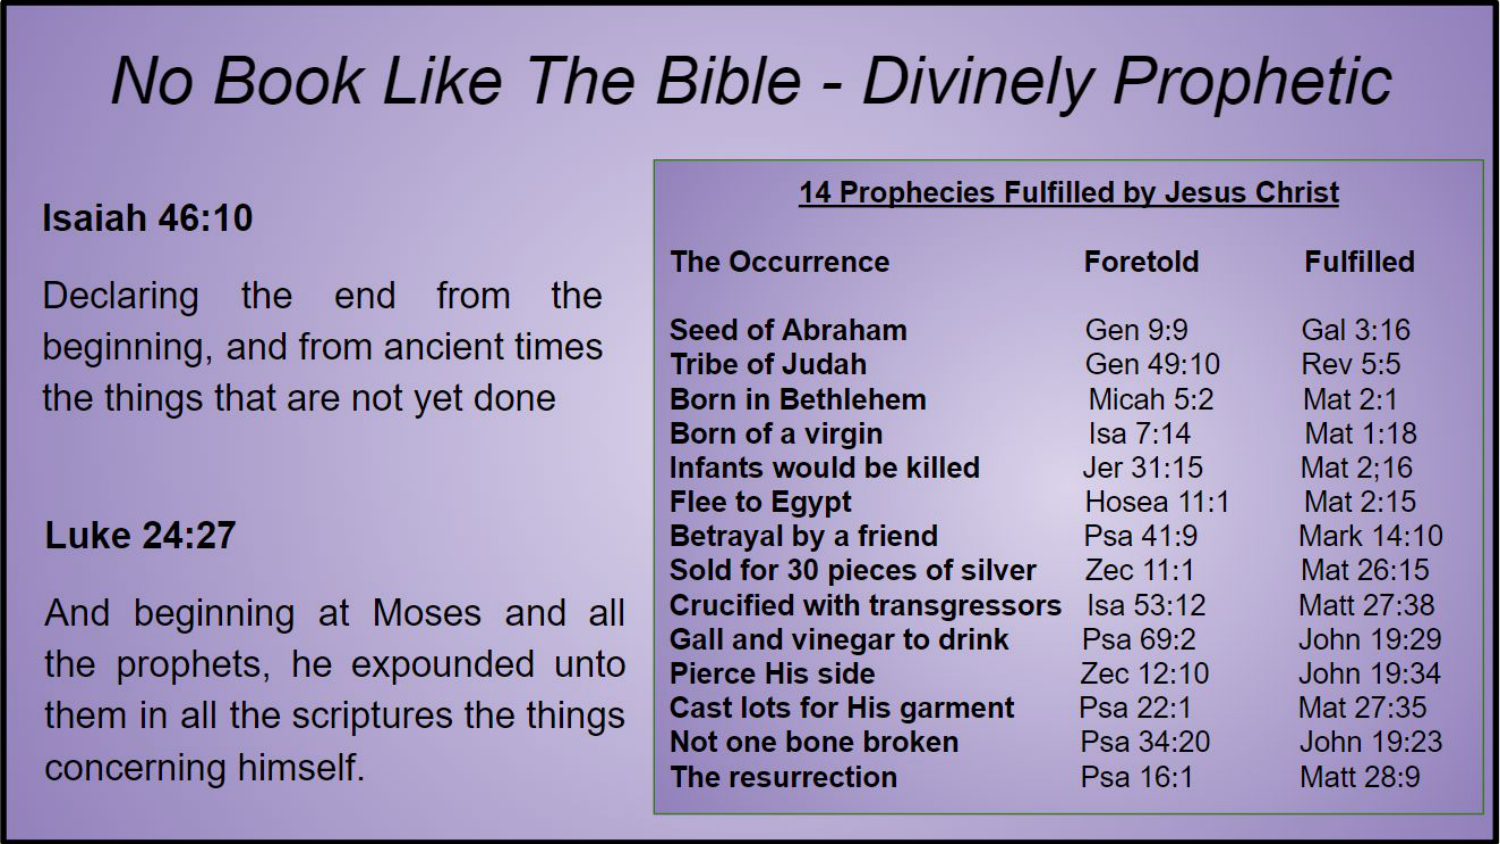 No Book Like The Bible - Divinely Prophetic
Isaiah 46:10
Declaring the end from the
beginning, and from ancient times
the things that are not yet done
Luke 24:27
And beginning at Moses and all
the prophets, he expounded unto
them in all the scriptures the things
concerning himself.
14 Prophecies Fulfilled by Jesus Christ
The Occurrence Foretold Fulfilled
Seed of Abraham Gen 9:9 Gal 3:16
Tribe of Judah Gen 49:10 Rev 5:5
Born in Bethlehem Micah 5:2 Mat 2:1
Born of a virgin Isa 7:14 Mat 1:18
Infants would be killed Jer 31:15 Mat 2;16
Flee to Egypt Hosea 11:1 Mat 2:15
Betrayal by a friend Psa 41:9 Mark 14:10
Sold for 30 pieces of silver Zec 11:1 Mat 26:15
Crucified with transgressors Isa 53:12 Matt 27:38
Gall and vinegar to drink Psa 69:2 John 19:29
Pierce His side Zec 12:10 John 19:34
Cast lots for His garment Psa 22:1 Mat 27:35
Not one bone broken Psa 34:20 John 19:23
The resurrection Psa 16:1 Matt 28:9